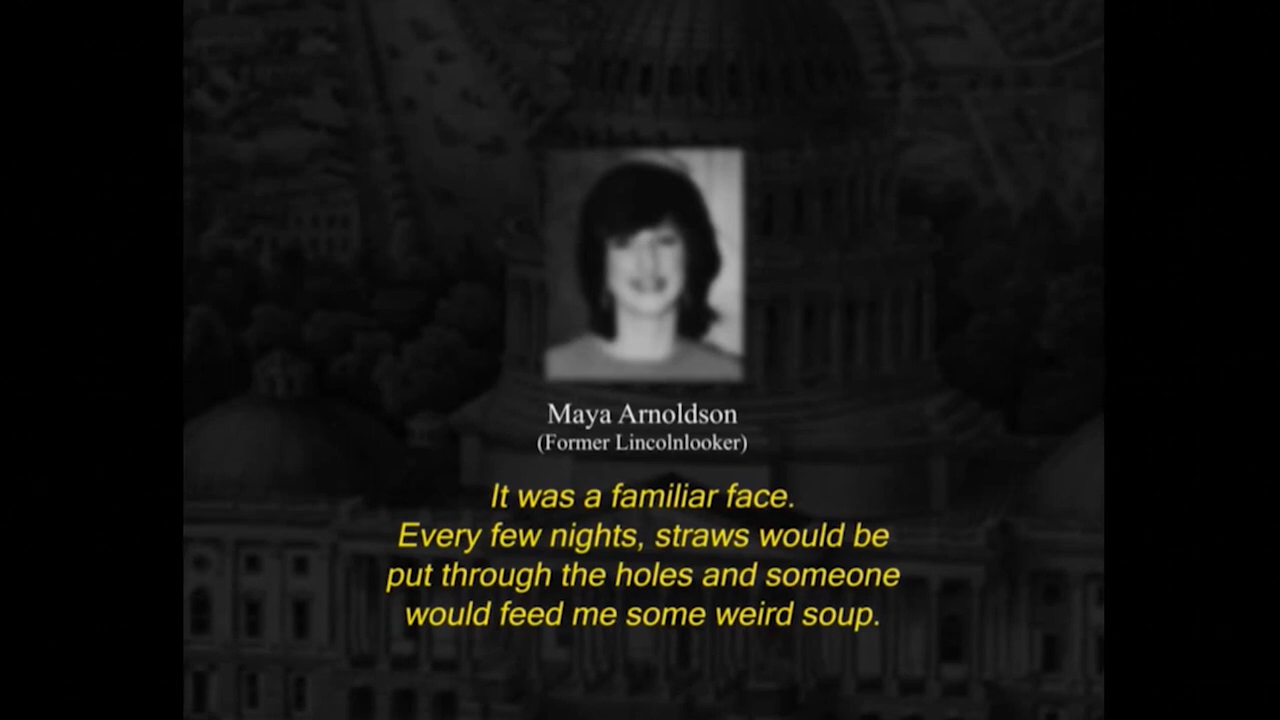 Maya Arnoldson
(Former Lincolnlooker)
It was a familiar face.
Every few nights, straws would be
put through the holes and someone
would feed me some weird soup.